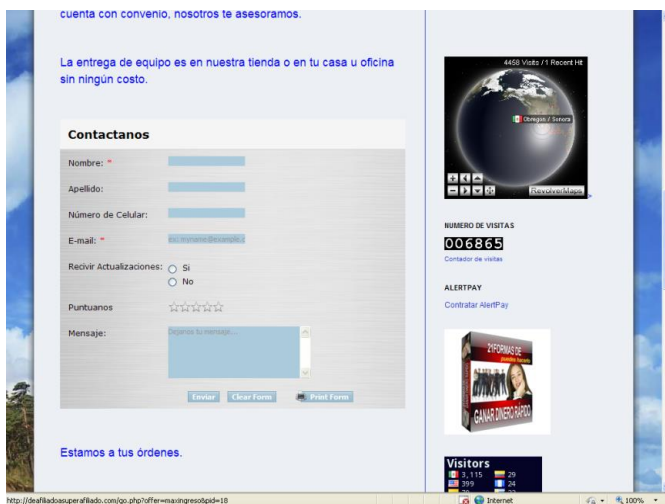 cuenta con convenio, nosotros te asesoramos.
La entrega de equipo es en nuestra tienda o en tu casa u oficina
sin ningún costo.
Contactanos
Nombre: *
Apellido:
Número de Celular:
E-mail: *
ex: myname@example.c
Recivir Actualizaciones:
Si
No
Puntuanos
Mensaje:
Dejanos tu mensaje...
Enviar
Clear Form
Print Form
Estamos a tus órdenes.
4458 Visits / 1 Recent Hit
Obregon / Sonora
RevolverMaps
NUMERO DE VISITAS
006865
Contador de visitas
ALERTPAY
Contratar AlertPay
21 FORMAS DE
GANAR DINERO RÁPIDO
Visitors
3,115 29
399 24
http://deafiliadoasuperafiliado.com/go.php?offer=maxingreso&pid=18
Internet
100%